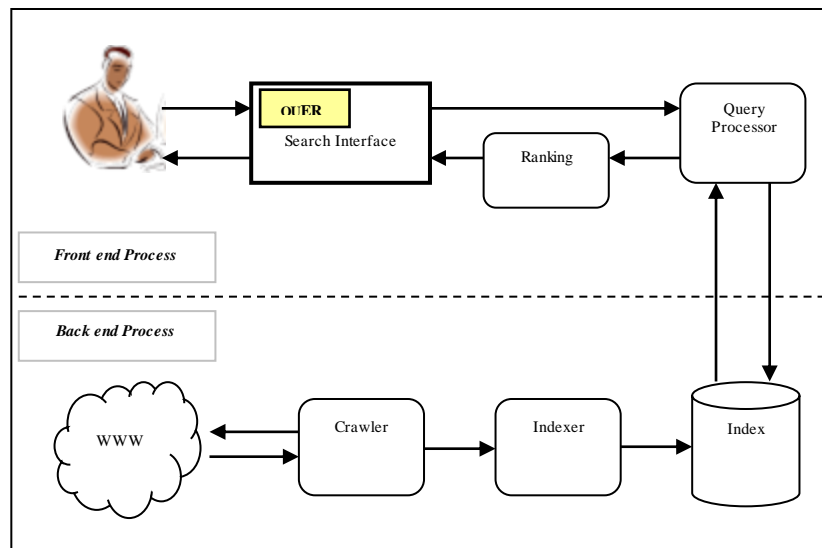 QUER
Search Interface
Query
Processor
Ranking
Front end Process
Back end Process
WWW
Crawler
Indexer
Index